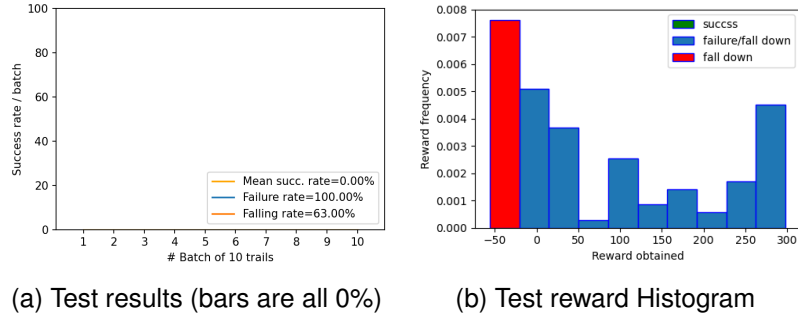 100
80
60
40
20
0
Success rate / batch
Mean succ. rate=0.00%
Failure rate=100.00%
Falling rate=63.00%
1 2 3 4 5 6 7 8 9 10
# Batch of 10 trails
(a) Test results (bars are all 0%)
0.008
0.007
0.006
0.005
0.004
0.003
0.002
0.001
0.000
Reward frequency
succss
failure/fall down
fall down
−50 0 50 100 150 200 250 300
Reward obtained
(b) Test reward Histogram